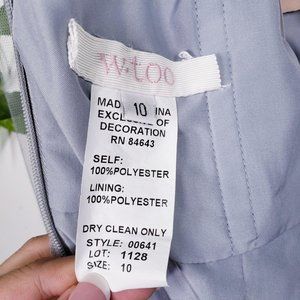 w·too
10
MAD INA
EXCLU OF
DECORATION
RN 84643
SELF:
100%POLYESTER
LINING:
100%POLYESTER
DRY CLEAN ONLY
STYLE: 00641
LOT: 1128
SIZE: 10